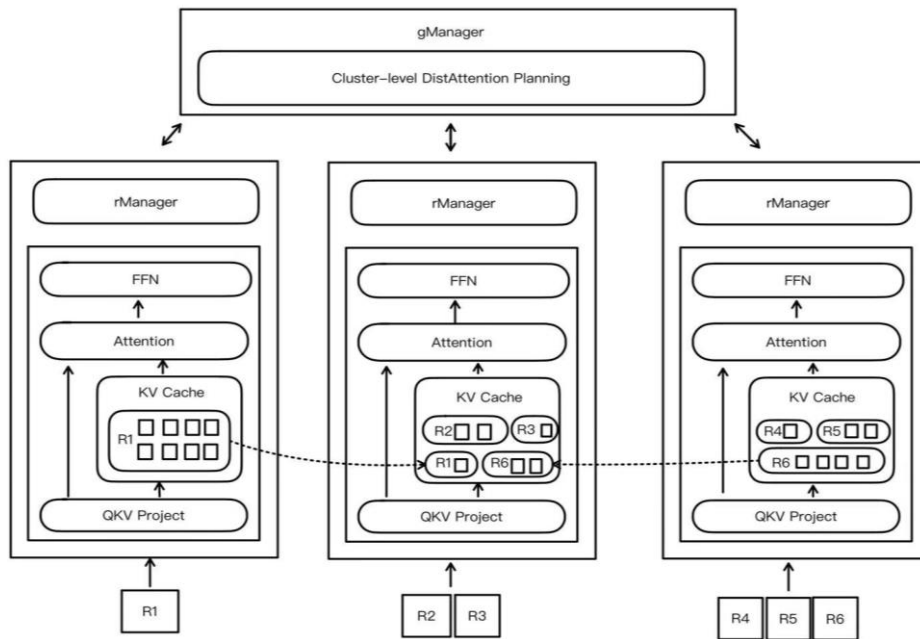 gManager
Cluster-level DistAttention Planning
rManager
rManager
rManager
FFN
FFN
FFN
Attention
Attention
Attention
KV Cache
KV Cache
KV Cache
R1
R2
R3
R1
R6
R4
R5
R6
QKV Project
QKV Project
QKV Project
R1
R2
R3
R4
R5
R6